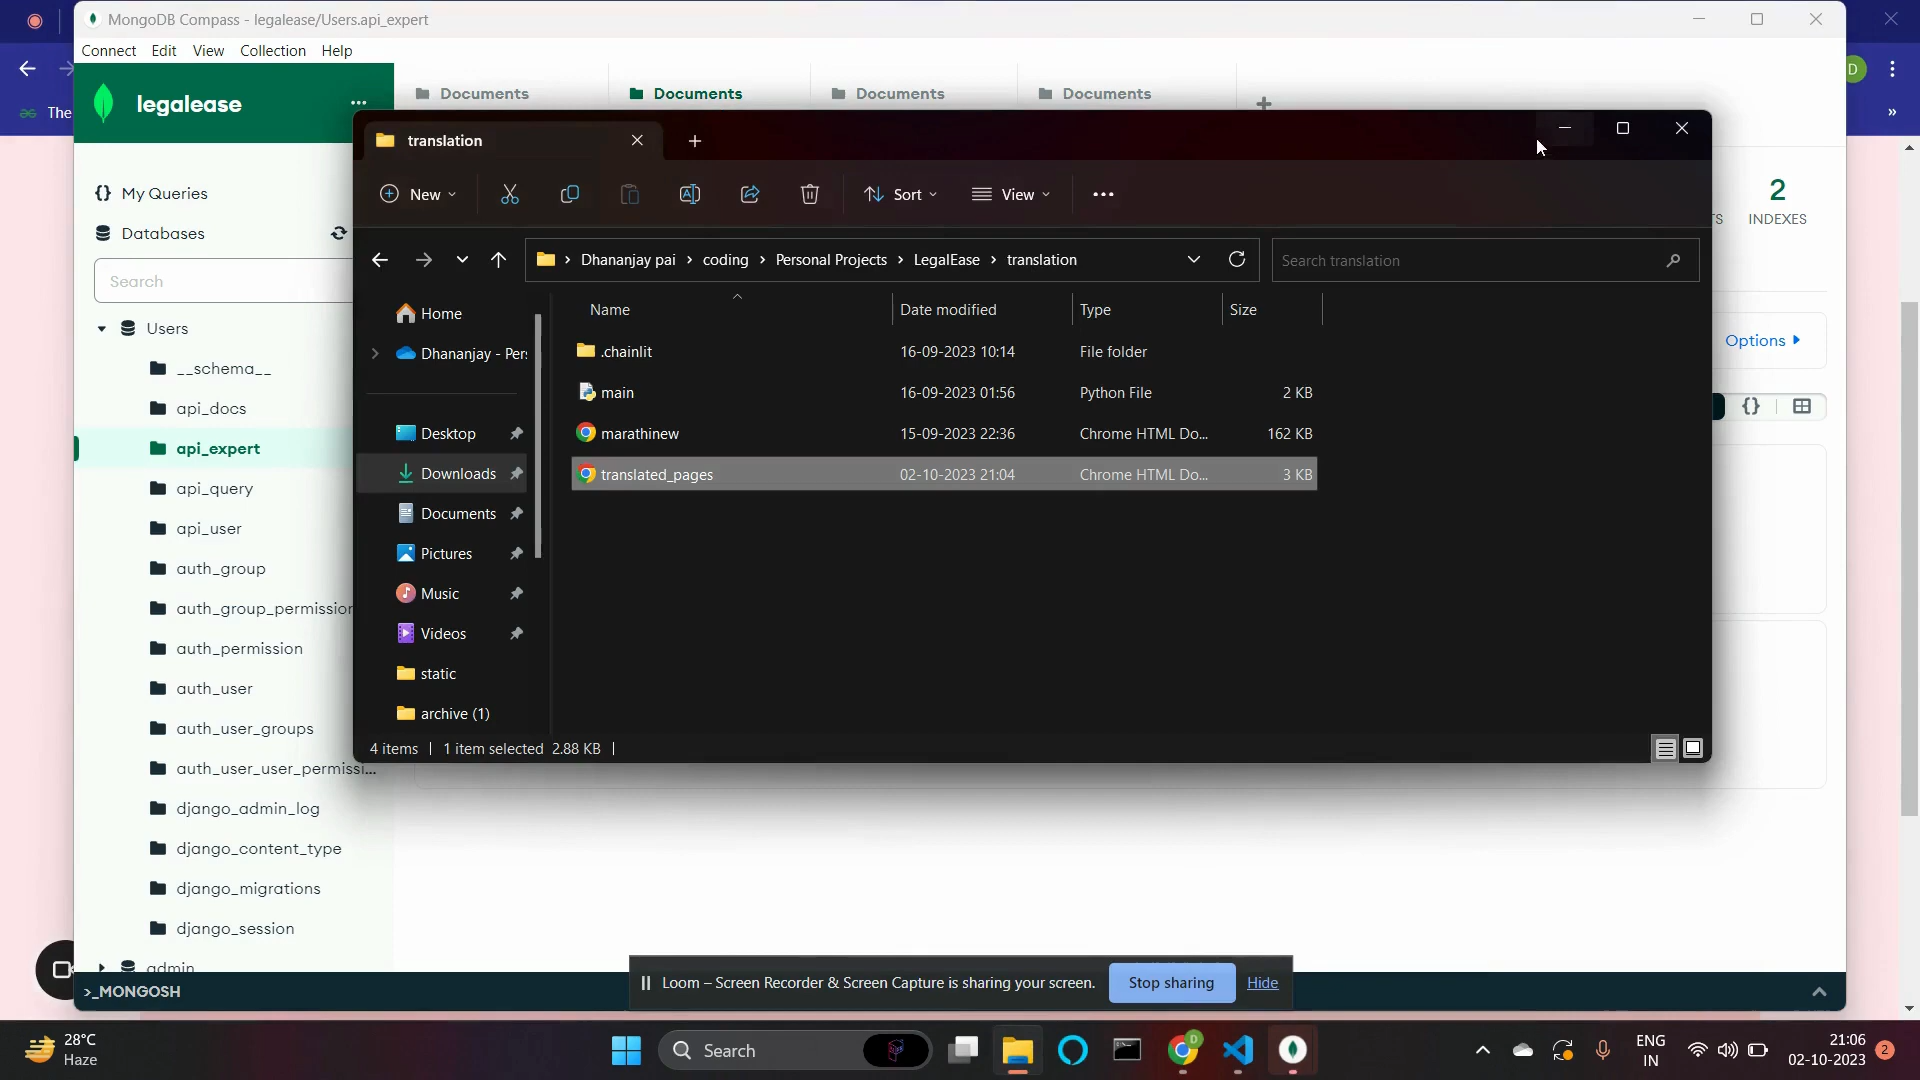 MongoDB Compass - legalease/Users.api_expert
Connect Edit View Collection Help
The
D
legalease
...
Documents
Documents
Documents
Documents
My Queries
Databases
Search
Users
__schema__
api_docs
api_expert
api_query
api_user
auth_group
auth_group_permission
auth_permission
auth_user
auth_user_groups
auth_user_user_permissi...
django_admin_log
django_content_type
django_migrations
django_session
admin
>_MONGOSH
2
INDEXES
Options
translation
New
Sort
View
Dhananjay pai > coding > Personal Projects > LegalEase > translation
Search translation
Home
Dhananjay - Pers
Desktop
Downloads
Documents
Pictures
Music
Videos
static
archive (1)
Name Date modified Type Size
.chainlit 16-09-2023 10:14 File folder
main 16-09-2023 01:56 Python File 2 KB
marathinew 15-09-2023 22:36 Chrome HTML Do... 162 KB
translated_pages 02-10-2023 21:04 Chrome HTML Do... 3 KB
4 items 1 item selected 2.88 KB
Loom – Screen Recorder & Screen Capture is sharing your screen.
Stop sharing
Hide
28°C
Haze
Search
D
ENG
IN
21:06
02-10-2023
2